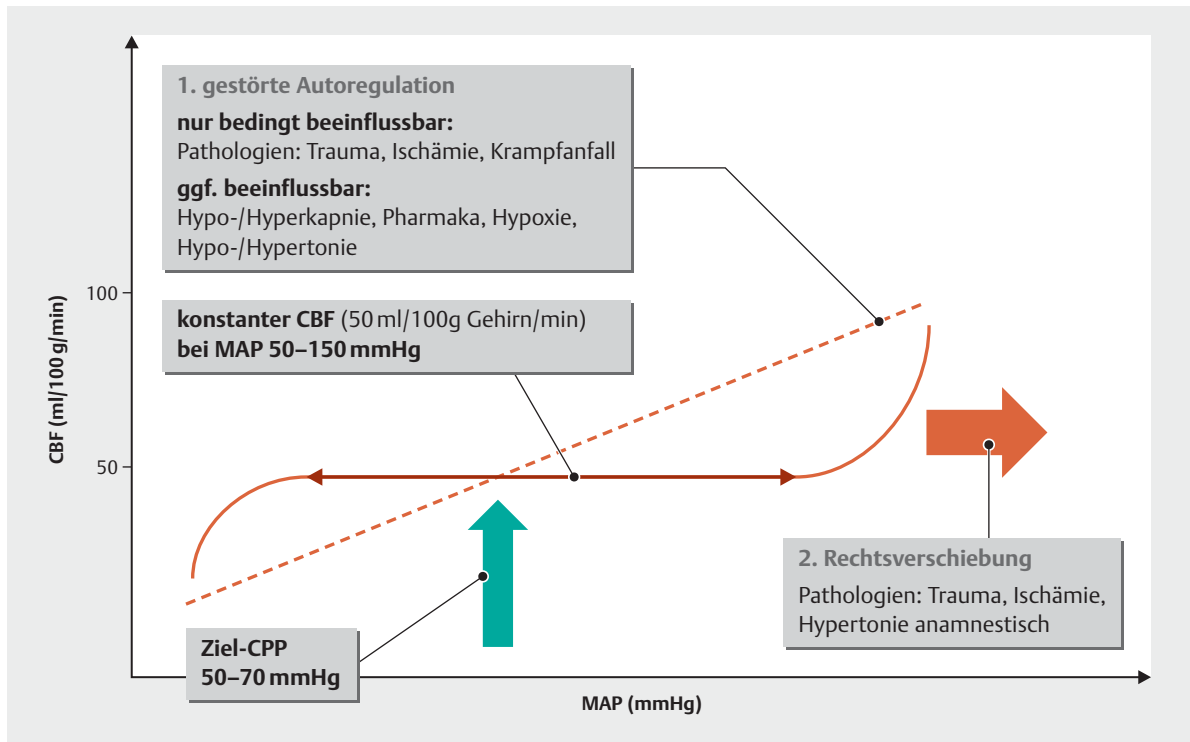 1. gestörte Autoregulation
nur bedingt beeinflussbar:
Pathologien: Trauma, Ischämie, Krampfanfall
ggf. beeinflussbar:
Hypo-/Hyperkapnie, Pharmaka, Hypoxie,
Hypo-/Hypertonie
100
konstanter CBF (50 ml/100g Gehirn/min)
bei MAP 50–150 mmHg
CBF (ml/100 g/min)
50
2. Rechtsverschiebung
Pathologien: Trauma, Ischämie,
Hypertonie anamnestisch
Ziel-CPP
50–70 mmHg
MAP (mmHg)